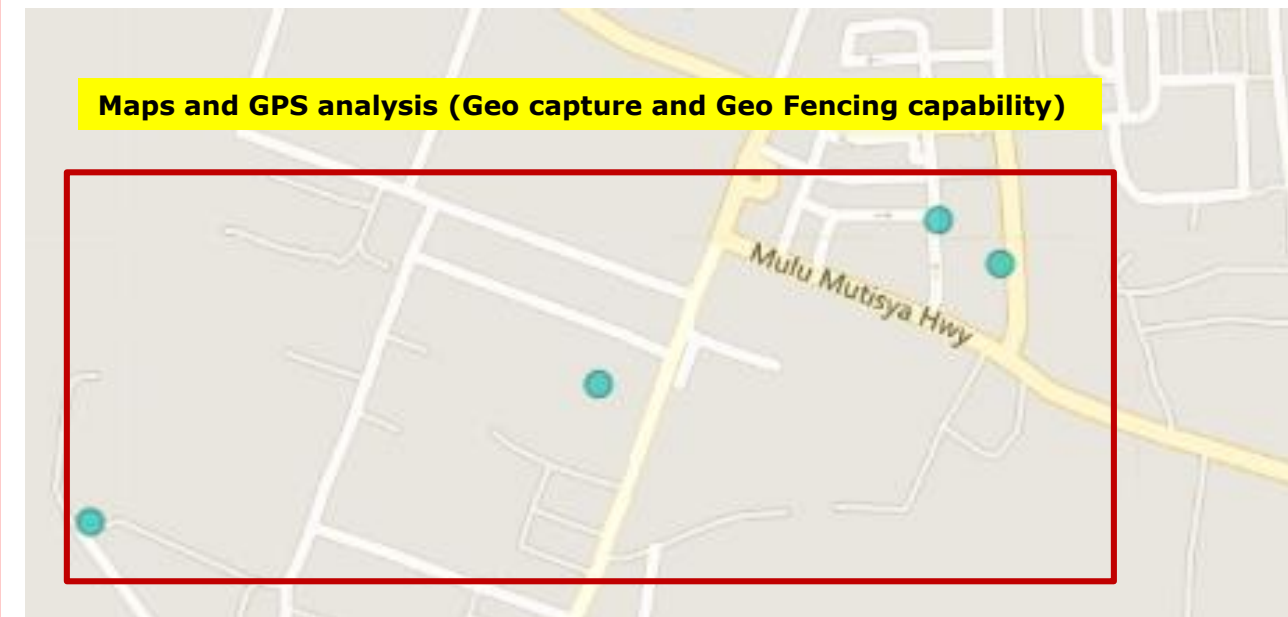 Maps and GPS analysis (Geo capture and Geo Fencing capability)
Mulu Mutisya Hwy